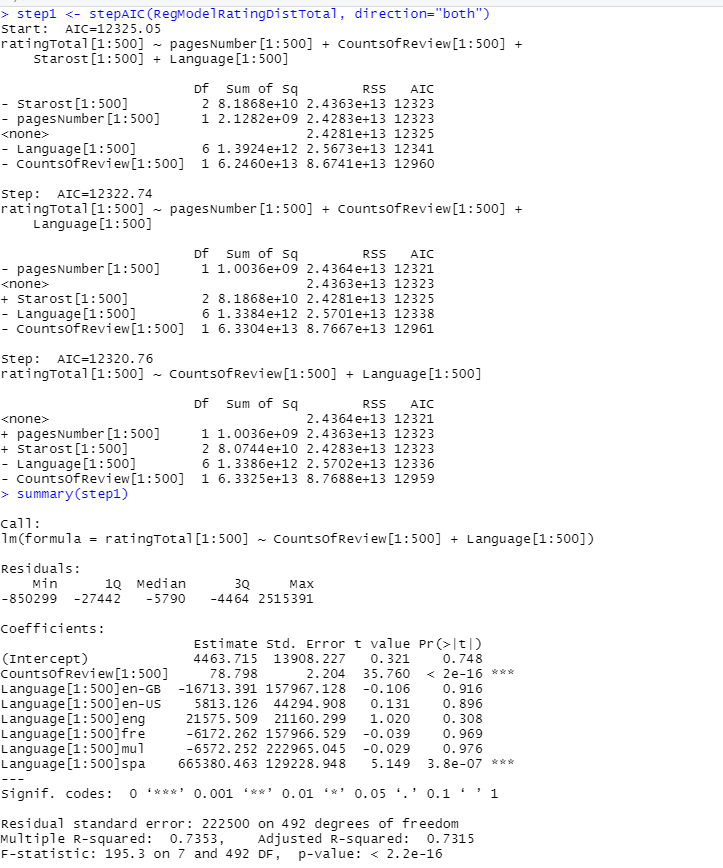 > step1 <- stepAIC(RegModelRatingDistTotal, direction="both")
Start:  AIC=12325.05
ratingTotal[1:500] ~ pagesNumber[1:500] + CountsOfReview[1:500] +
    Starost[1:500] + Language[1:500]

                         Df  Sum of Sq        RSS   AIC
- Starost[1:500]          2 8.1868e+10 2.4363e+13 12323
- pagesNumber[1:500]      1 2.1282e+09 2.4283e+13 12323
<none>                                 2.4281e+13 12325
- Language[1:500]         6 1.3924e+12 2.5673e+13 12341
- CountsOfReview[1:500]   1 6.2460e+13 8.6741e+13 12960

Step:  AIC=12322.74
ratingTotal[1:500] ~ pagesNumber[1:500] + CountsOfReview[1:500] +
    Language[1:500]

                         Df  Sum of Sq        RSS   AIC
- pagesNumber[1:500]      1 1.0036e+09 2.4364e+13 12321
<none>                                 2.4363e+13 12323
+ Starost[1:500]          2 8.1868e+10 2.4281e+13 12325
- Language[1:500]         6 1.3384e+12 2.5701e+13 12338
- CountsOfReview[1:500]   1 6.3304e+13 8.7667e+13 12961

Step:  AIC=12320.76
ratingTotal[1:500] ~ CountsOfReview[1:500] + Language[1:500]

                         Df  Sum of Sq        RSS   AIC
<none>                                 2.4364e+13 12321
+ pagesNumber[1:500]      1 1.0036e+09 2.4363e+13 12323
+ Starost[1:500]          2 8.0744e+10 2.4283e+13 12323
- Language[1:500]         6 1.3386e+12 2.5702e+13 12336
- CountsOfReview[1:500]   1 6.3325e+13 8.7688e+13 12959
> summary(step1)

Call:
lm(formula = ratingTotal[1:500] ~ CountsOfReview[1:500] + Language[1:500])

Residuals:
    Min      1Q  Median      3Q     Max
-850299  -27442   -5790   -4464 2515391

Coefficients:
                        Estimate Std. Error t value Pr(>|t|)
(Intercept)             4463.715  13908.227   0.321    0.748
CountsOfReview[1:500]     78.798      2.204  35.760  < 2e-16 ***
Language[1:500]en-GB  -16713.391 157967.128  -0.106    0.916
Language[1:500]en-US    5813.126  44294.908   0.131    0.896
Language[1:500]eng     21575.509  21160.299   1.020    0.308
Language[1:500]fre     -6172.262 157966.529  -0.039    0.969
Language[1:500]mul     -6572.252 222965.045  -0.029    0.976
Language[1:500]spa    665380.463 129228.948   5.149  3.8e-07 ***
---
Signif. codes:  0 ‘***’ 0.001 ‘**’ 0.01 ‘*’ 0.05 ‘.’ 0.1 ‘ ’ 1

Residual standard error: 222500 on 492 degrees of freedom
Multiple R-squared:  0.7353,    Adjusted R-squared:  0.7315
F-statistic: 195.3 on 7 and 492 DF,  p-value: < 2.2e-16